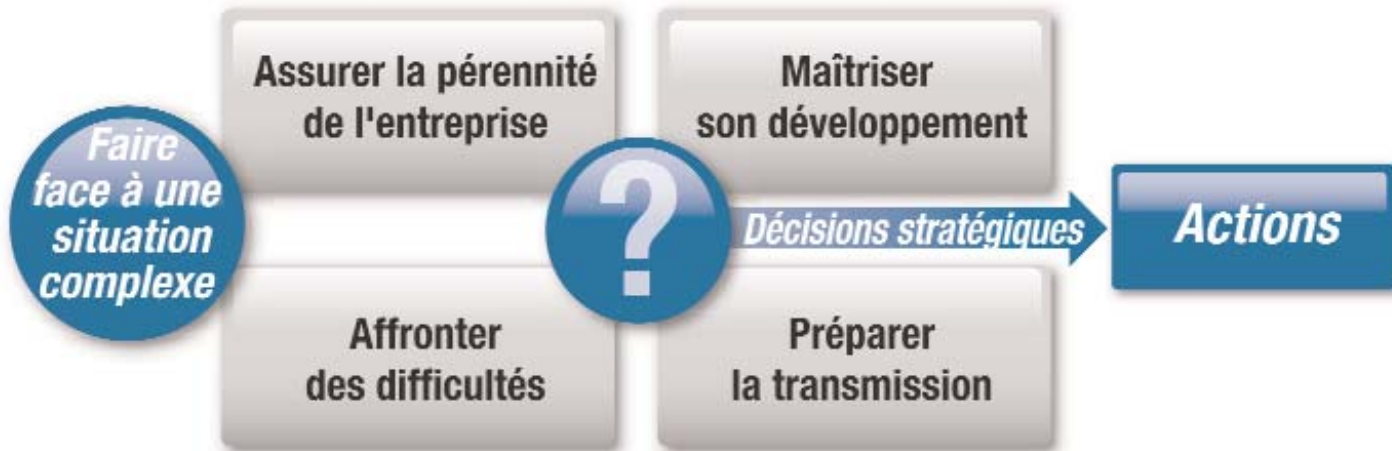 Faire
face à une
situation
complexe
Assurer la pérennité
de l'entreprise
Maîtriser
son développement
?
Décisions stratégiques
Actions
Affronter
des difficultés
Préparer
la transmission